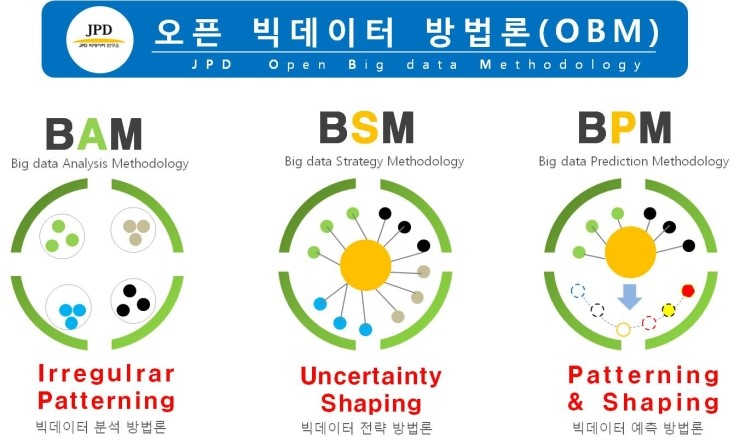 JPD
JPD 빅데이터 연구소
오픈 빅데이터 방법론(OBM)
JPD Open Big data Methodology
BAM
Big data Analysis Methodology
Irregulrar
Patterning
빅데이터 분석 방법론
BSM
Big data Strategy Methodology
Uncertainty
Shaping
빅데이터 전략 방법론
BPM
Big data Prediction Methodology
Patterning
& Shaping
빅데이터 예측 방법론